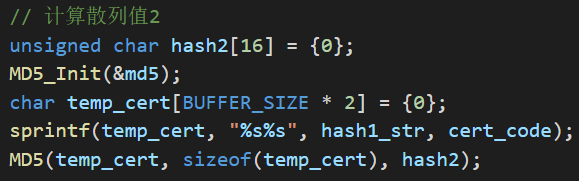 // 计算散列值2
unsigned char hash2[16] = {0};
MD5_Init(&md5);
char temp_cert[BUFFER_SIZE * 2] = {0};
sprintf(temp_cert, "%s%s", hash1_str, cert_code);
MD5(temp_cert, sizeof(temp_cert), hash2);